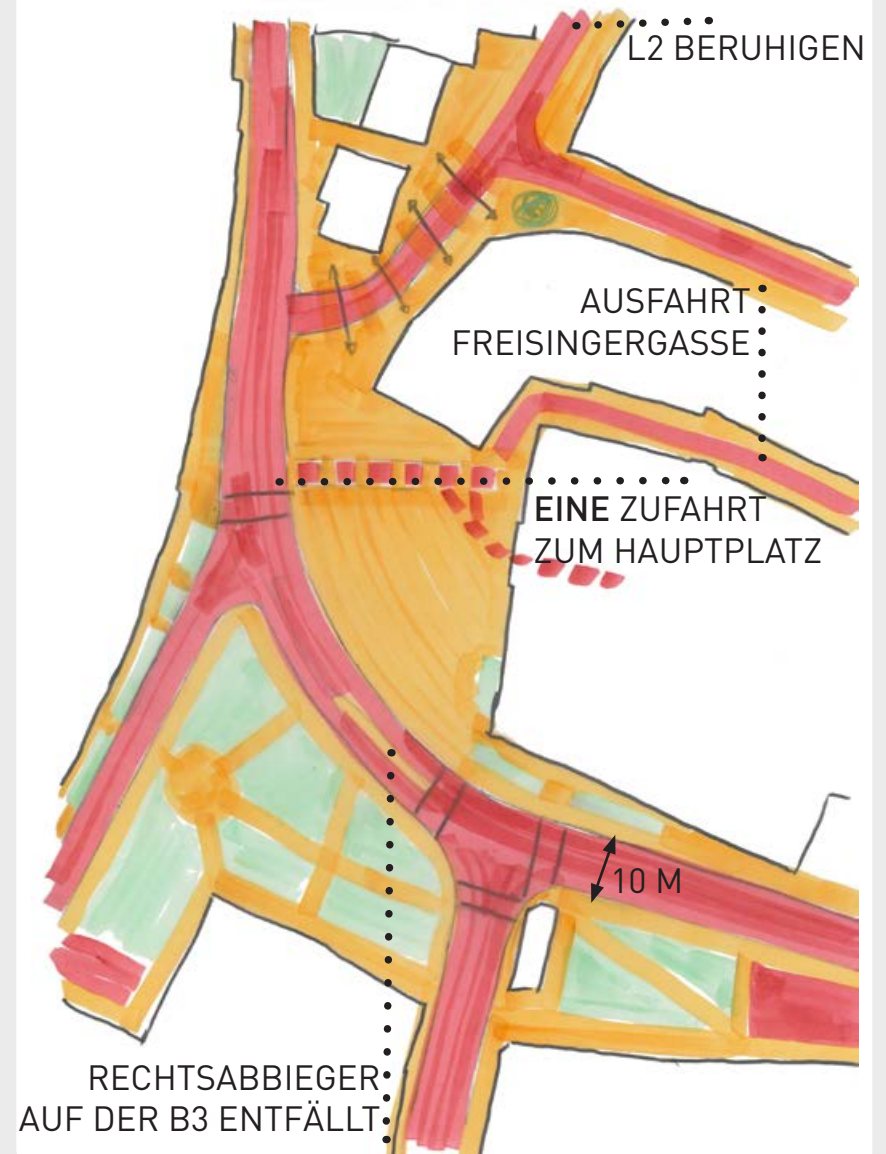 L2 BERUHIGEN
AUSFAHRT
FREISINGERGASSE
EINE ZUFAHRT
ZUM HAUPTPLATZ
10 M
RECHTSABBIEGER
AUF DER B3 ENTFÄLLT